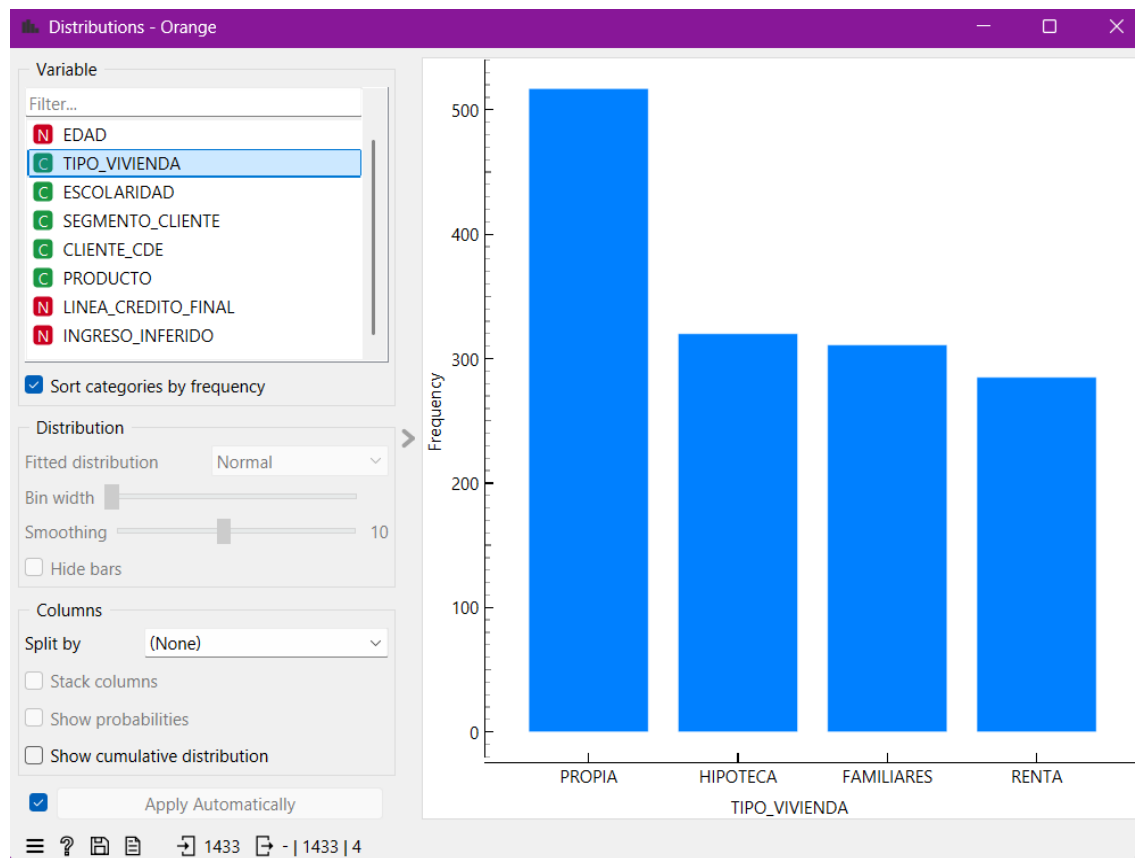 Distributions - Orange
Variable
Filter...
N EDAD
C TIPO_VIVIENDA
C ESCOLARIDAD
C SEGMENTO_CLIENTE
C CLIENTE_CDE
C PRODUCTO
N LINEA_CREDITO_FINAL
N INGRESO_INFERIDO
Sort categories by frequency
Distribution
Fitted distribution Normal
Bin width
Smoothing 10
Hide bars
Columns
Split by (None)
Stack columns
Show probabilities
Show cumulative distribution
Apply Automatically
? 1433 - | 1433 | 4
Frequency
500
400
300
200
100
0
PROPIA HIPOTECA FAMILIARES RENTA
TIPO_VIVIENDA